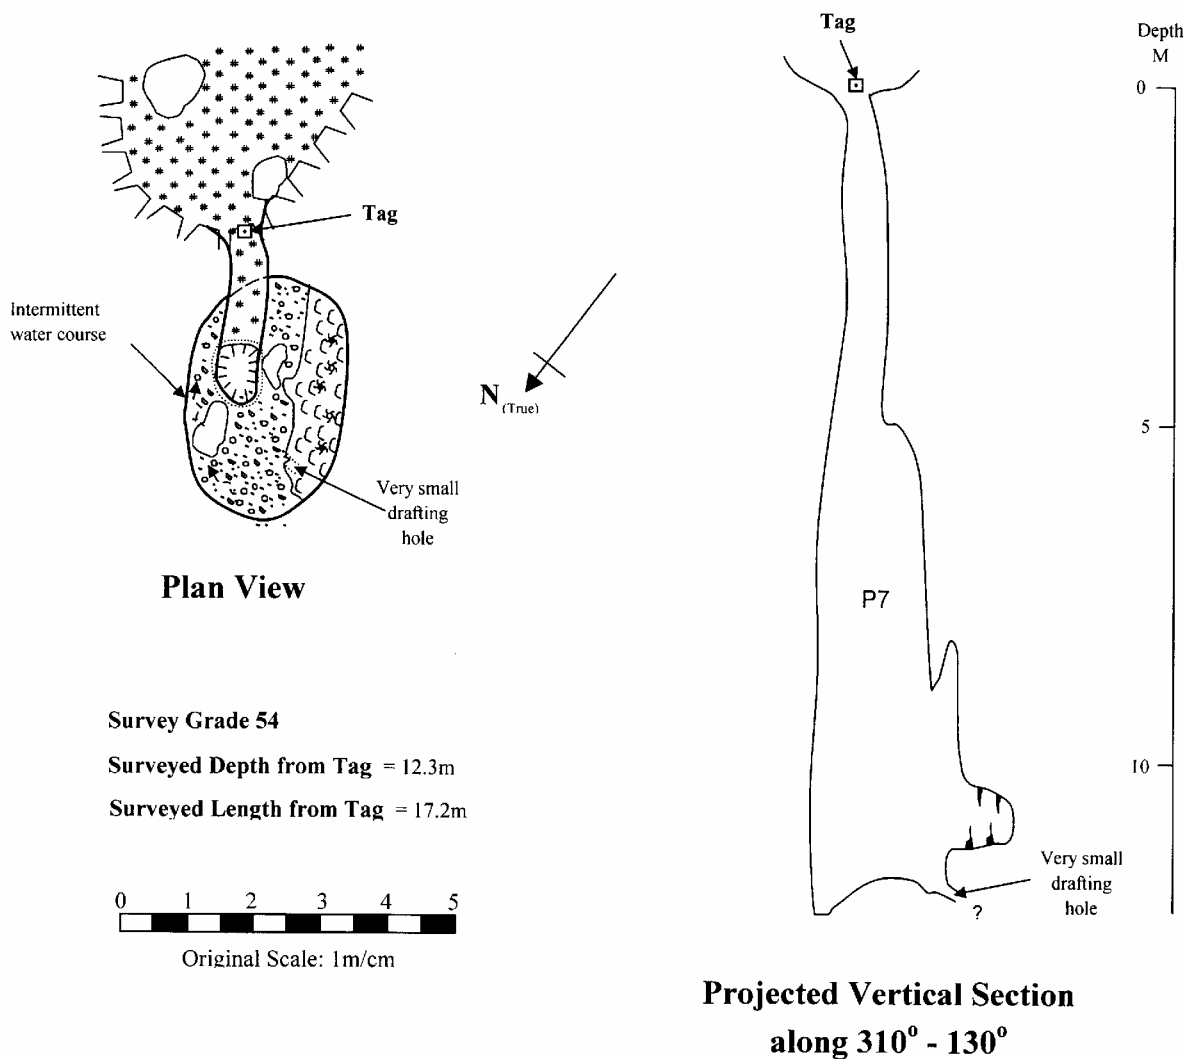 Tag
Intermittent
water course
N (True)
Very small
drafting
hole
Plan View
Survey Grade 54
Surveyed Depth from Tag = 12.3m
Surveyed Length from Tag = 17.2m
0 1 2 3 4 5
Original Scale: 1m/cm
Tag
Depth
M
0
5
P7
10
Very small
drafting
hole
?
Projected Vertical Section
along 310° - 130°